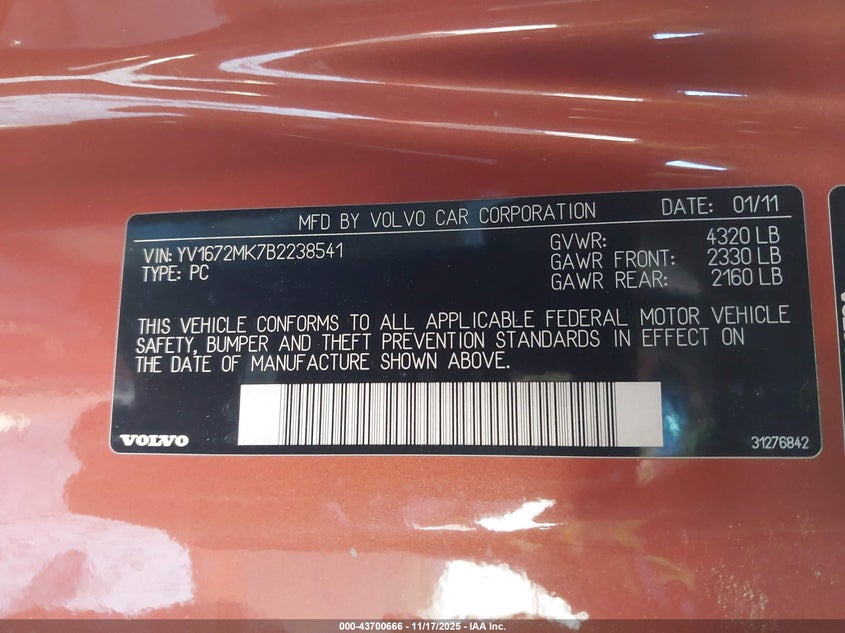 MFD BY VOLVO CAR CORPORATION DATE: 01/11
VIN: YV1672MK7B2238541
TYPE: PC
GVWR: 4320 LB
GAWR FRONT: 2330 LB
GAWR REAR: 2160 LB
THIS VEHICLE CONFORMS TO ALL APPLICABLE FEDERAL MOTOR VEHICLE
SAFETY, BUMPER AND THEFT PREVENTION STANDARDS IN EFFECT ON
THE DATE OF MANUFACTURE SHOWN ABOVE.
VOLVO
31276842
000-43700666 - 11/17/2025 - IAA Inc.